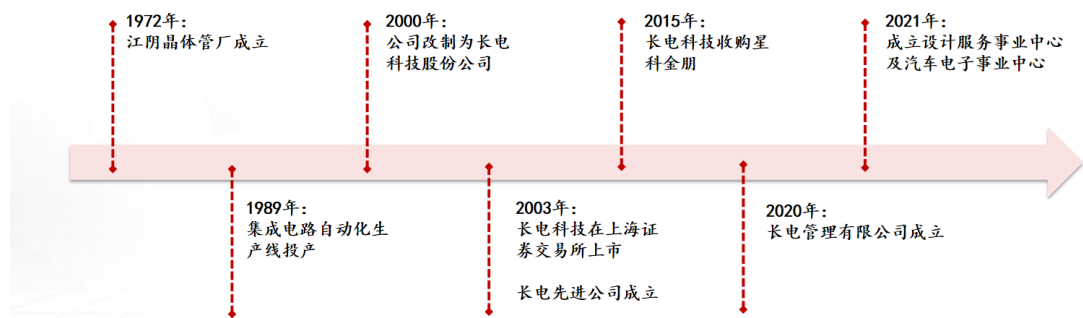 1972年：
江阴晶体管厂成立
1989年：
集成电路自动化生
产线投产
2000年：
公司改制为长电
科技股份公司
2003年：
长电科技在上海证
券交易所上市
长电先进公司成立
2015年：
长电科技收购星
科金朋
2020年：
长电管理有限公司成立
2021年：
成立设计服务事业中心
及汽车电子事业中心